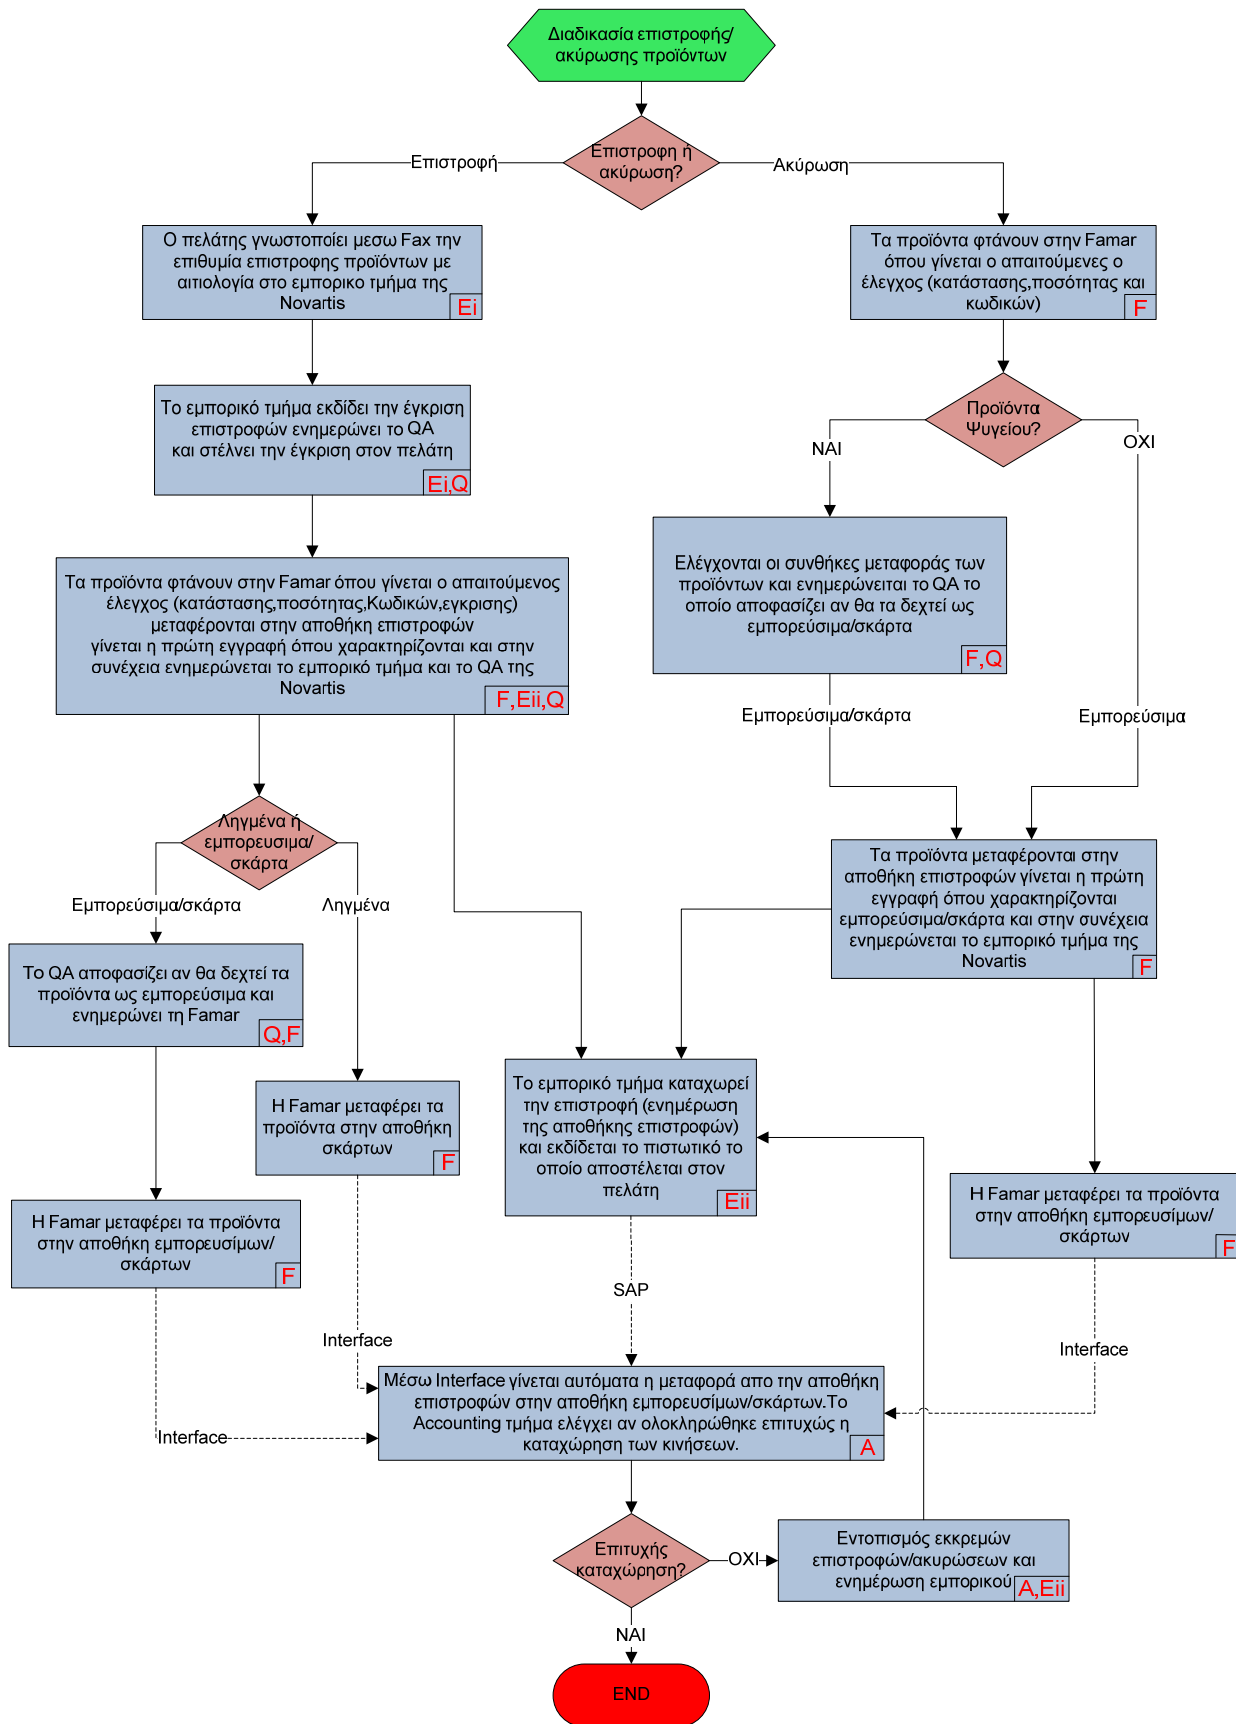 Διαδικασία επιστροφής/
ακύρωσης προϊόντων
Επιστροφη ή
ακύρωση?
Επιστροφή
Ακύρωση
Ο πελάτης γνωστοποίεί μεσω Fax την
επιθυμία επιστροφης προϊόντων με
αιτιολογία στο εμπορικο τμήμα της
Novartis
Ei
Τα προϊόντα φτάνουν στην Famar
όπου γίνεται ο απαιτούμενες ο
έλεγχος (κατάστασης,ποσότητας και
κωδικών)
F
Το εμπορικό τμήμα εκδίδει την έγκριση
επιστροφών ενημερώνει το QA
και στέλνει την έγκριση στον πελάτη
Ei,Q
Προϊόντα
Ψυγείου?
ΝΑΙ
ΟΧΙ
Τα προϊόντα φτάνουν στην Famar όπου γίνεται ο απαιτούμενος
έλεγχος (κατάστασης,ποσότητας,Κωδικών,εγκρισης)
μεταφέρονται στην αποθήκη επιστροφών
γίνεται η πρώτη εγγραφή όπου χαρακτηρίζονται και στην
συνέχεια ενημερώνεται το εμπορικό τμήμα και το QA της
Novartis
F,Eii,Q
Ελέγχονται οι συνθήκες μεταφοράς των
προϊόντων και ενημερώνειται το QA το
οποίο αποφασίζει αν θα τα δεχτεί ως
εμπορεύσιμα/σκάρτα
F,Q
Εμπορεύσιμα/σκάρτα
Εμπορεύσιμα
Ληγμένα ή
εμπορευσιμα/
σκάρτα
Εμπορεύσιμα/σκάρτα
Ληγμένα
Τα προϊόντα μεταφέρονται στην
αποθήκη επιστροφών γίνεται η πρώτη
εγγραφή όπου χαρακτηρίζονται
εμπορεύσιμα/σκάρτα και στην συνέχεια
ενημερώνεται το εμπορικό τμήμα της
Novartis
F
Το QA αποφασίζει αν θα δεχτεί τα
προϊόντα ως εμπορεύσιμα και
ενημερώνει τη Famar
Q,F
Η Famar μεταφέρει τα
προϊόντα στην αποθήκη
σκάρτων
F
Το εμπορικό τμήμα καταχωρεί
την επιστροφή (ενημέρωση
της αποθήκης επιστροφών)
και εκδίδεται το πιστωτικό το
οποίο αποστέλεται στον
πελάτη
Eii
Η Famar μεταφέρει τα προϊόντα
στην αποθήκη εμπορευσίμων/
σκάρτων
F
Η Famar μεταφέρει τα προϊόντα
στην αποθήκη εμπορευσίμων/
σκάρτων
F
SAP
Interface
Interface
Interface
Μέσω Interface γίνεται αυτόματα η μεταφορά απο την αποθήκη
επιστροφών στην αποθήκη εμπορευσίμων/σκάρτων.Το
Accounting τμήμα ελέγχει αν ολοκληρώθηκε επιτυχώς η
καταχώρηση των κινήσεων.
A
Επιτυχής
καταχώρηση?
ΟΧΙ
Εντοπισμός εκκρεμών
επιστροφών/ακυρώσεων και
ενημέρωση εμπορικού
A,Eii
ΝΑΙ
END